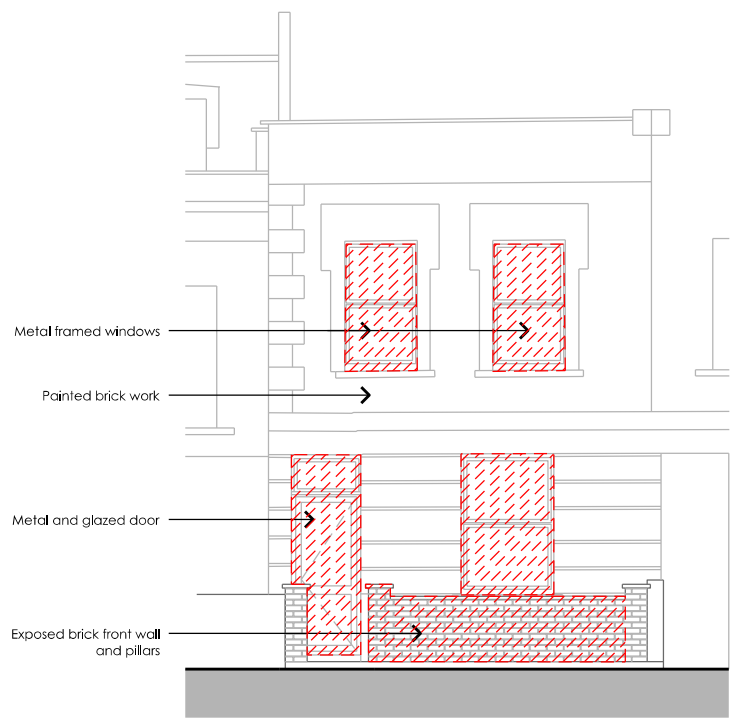 Metal framed windows
Painted brick work
Metal and glazed door
Exposed brick front wall
and pillars